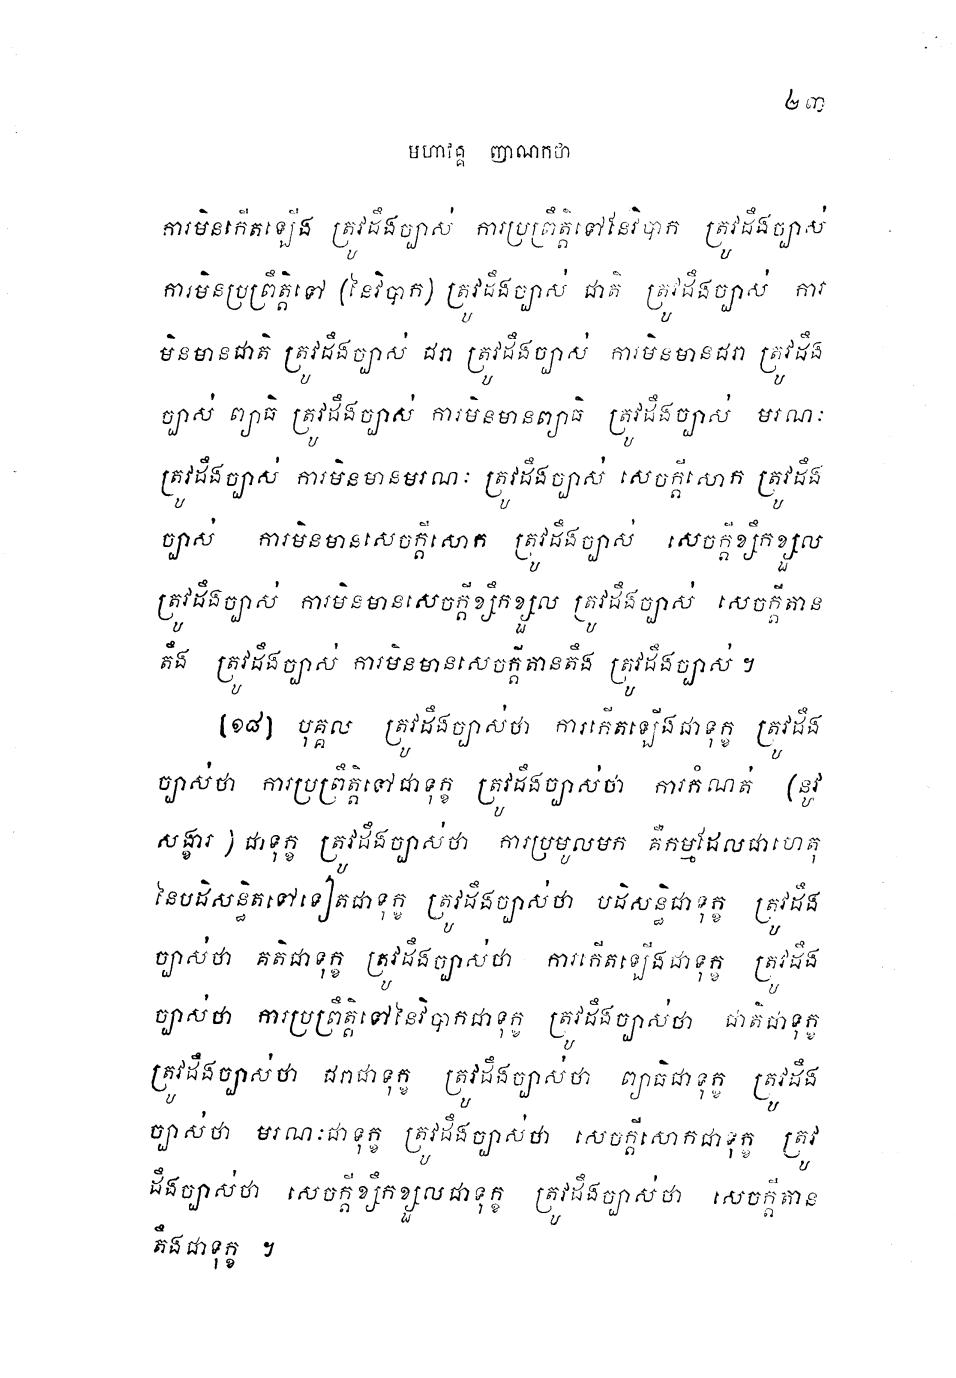 ២៣
មហាវគ្គ ញាណកថា
ការមិនកើតឡើង ត្រូវដឹងច្បាស់ ការប្រព្រឹត្តិទៅនៃវិបាក ត្រូវដឹងច្បាស់
ការមិនប្រព្រឹត្តិទៅ (នៃវិបាក) ត្រូវដឹងច្បាស់ ជាតិ ត្រូវដឹងច្បាស់ ការ
មិនមានជាតិ ត្រូវដឹងច្បាស់ ជរា ត្រូវដឹងច្បាស់ ការមិនមានជរា ត្រូវដឹង
ច្បាស់ ព្យាធិ ត្រូវដឹងច្បាស់ ការមិនមានព្យាធិ ត្រូវដឹងច្បាស់ មរណៈ
ត្រូវដឹងច្បាស់ ការមិនមានមរណៈ ត្រូវដឹងច្បាស់ សេចក្តីសោក ត្រូវដឹង
ច្បាស់ ការមិនមានសេចក្តីសោក ត្រូវដឹងច្បាស់ សេចក្តីខ្សឹកខ្សួល
ត្រូវដឹងច្បាស់ ការមិនមានសេចក្តីខ្សឹកខ្សួល ត្រូវដឹងច្បាស់ សេចក្តីតាន
តឹង ត្រូវដឹងច្បាស់ ការមិនមានសេចក្តីតានតឹង ត្រូវដឹងច្បាស់ ។
[១៨] បុគ្គល ត្រូវដឹងច្បាស់ថា ការកើតឡើងជាទុក្ខ ត្រូវដឹង
ច្បាស់ថា ការប្រព្រឹត្តិទៅជាទុក្ខ ត្រូវដឹងច្បាស់ថា ការកំណត់ (នូវ
សង្ខារ ) ជាទុក្ខ ត្រូវដឹងច្បាស់ថា ការប្រមូលមក គឺកម្មដែលជាហេតុ
នៃបដិសន្ធិតទៅទៀតជាទុក្ខ ត្រូវដឹងច្បាស់ថា បដិសន្ធិជាទុក្ខ ត្រូវដឹង
ច្បាស់ថា គតិជាទុក្ខ ត្រូវដឹងច្បាស់ថា ការកើតឡើងជាទុក្ខ ត្រូវដឹង
ច្បាស់ថា ការប្រព្រឹត្តិទៅនៃវិបាកជាទុក្ខ ត្រូវដឹងច្បាស់ថា ជាតិជាទុក្ខ
ត្រូវដឹងច្បាស់ថា ជរាជាទុក្ខ ត្រូវដឹងច្បាស់ថា ព្យាធិជាទុក្ខ ត្រូវដឹង
ច្បាស់ថា មរណៈជាទុក្ខ ត្រូវដឹងច្បាស់ថា សេចក្តីសោកជាទុក្ខ ត្រូវ
ដឹងច្បាស់ថា សេចក្តីខ្សឹកខ្សួលជាទុក្ខ ត្រូវដឹងច្បាស់ថា សេចក្តីតាន
តឹងជាទុក្ខ ។